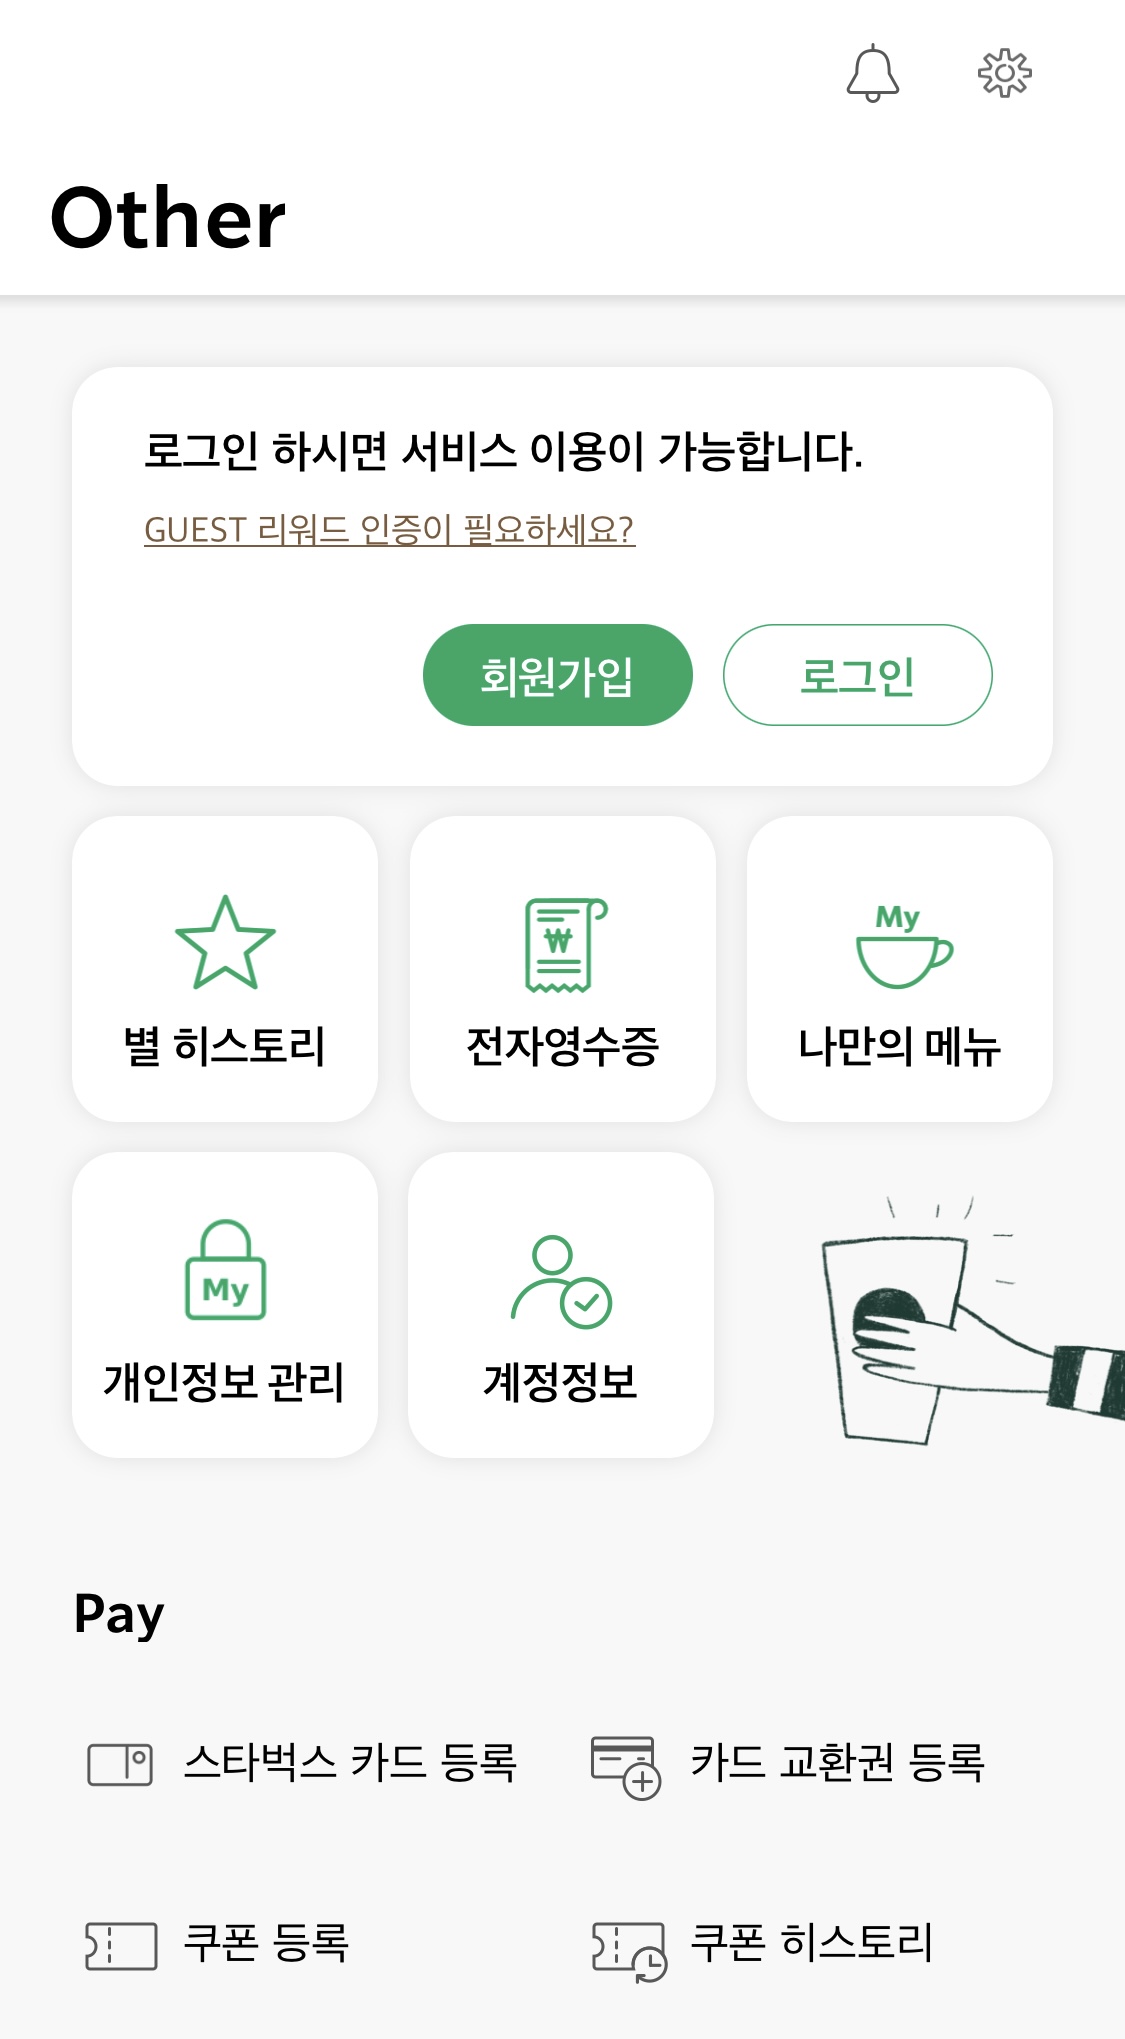 Other
로그인 하시면 서비스 이용이 가능합니다.
GUEST 리워드 인증이 필요하세요?
회원가입 로그인
₩ My
별 히스토리 전자영수증 나만의 메뉴
My
개인정보 관리 계정정보
Pay
스타벅스 카드 등록 카드 교환권 등록
쿠폰 등록 쿠폰 히스토리